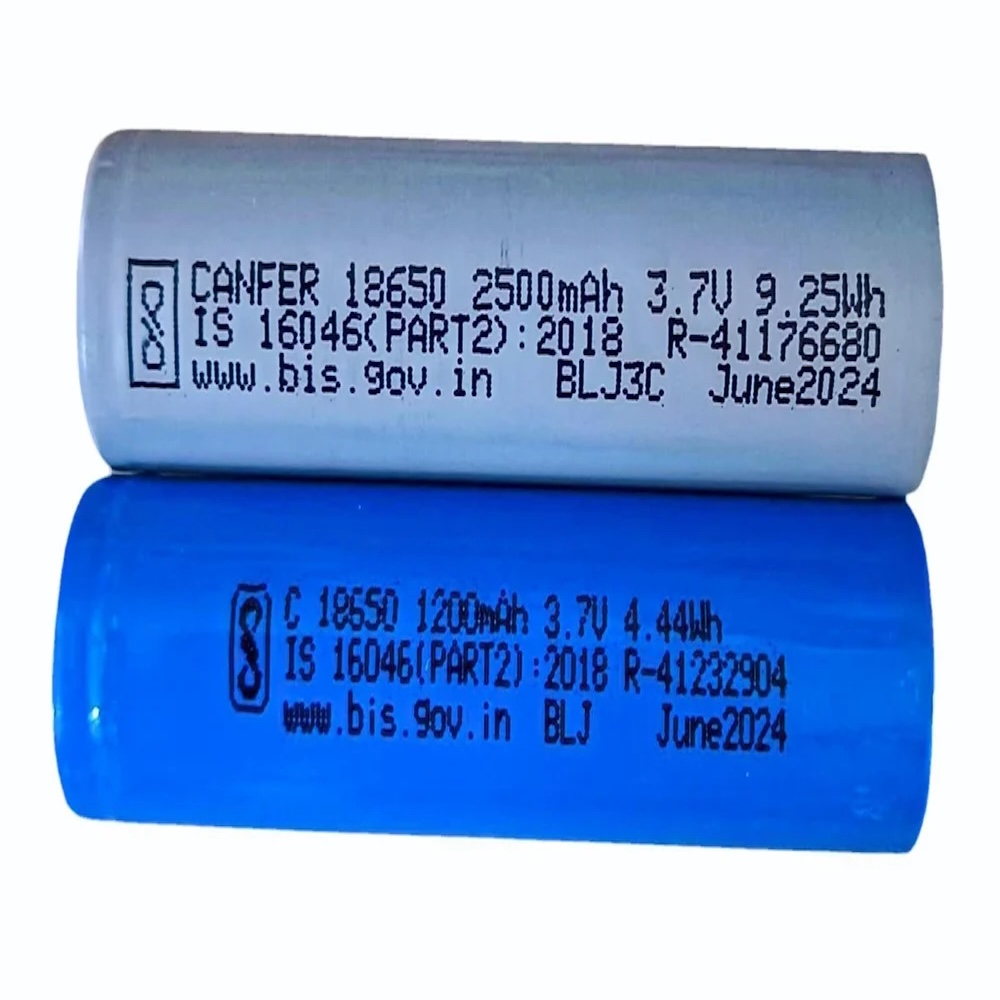 CANFER 18650 2500mAh 3.7V 9.25Wh
IS 16046(PART2):2018 R-41176680
www.bis.gov.in BLJ3C June2024
C 18650 1200mAh 3.7V 4.44Wh
IS 16046(PART2):2018 R-41232904
www.bis.gov.in BLJ June2024